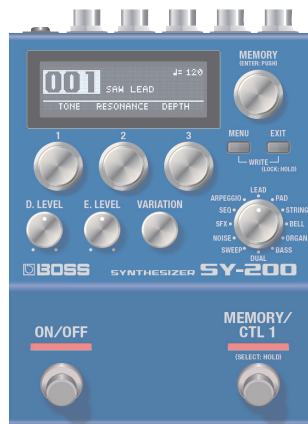 MEMORY
(ENTER: PUSH)
001 SAW LEAD ♩= 120
TONE RESONANCE DEPTH
1 2 3
MENU EXIT
WRITE
(LOCK: HOLD)
D. LEVEL E. LEVEL VARIATION
LEAD
ARPEGGIO PAD
SEQ STRING
SFX BELL
NOISE ORGAN
SWEEP BASS
DUAL
BOSS SYNTHESIZER SY-200
ON/OFF
MEMORY/
CTL 1
(SELECT: HOLD)